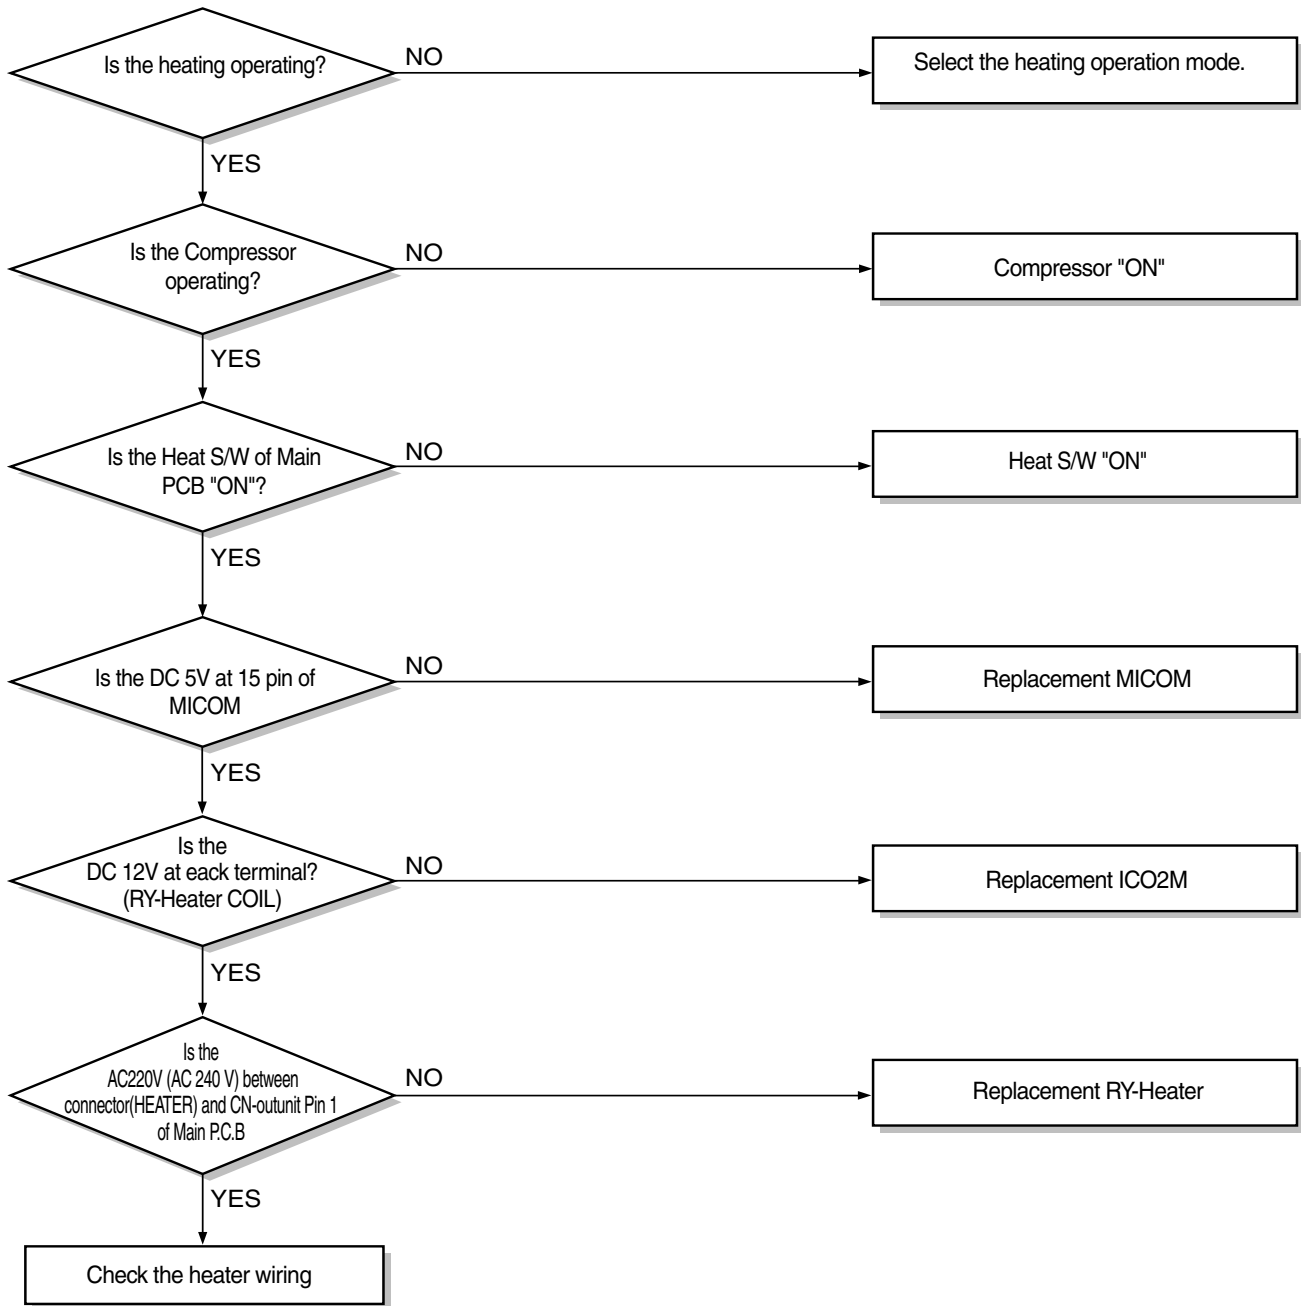 Is the heating operating?
NO
Select the heating operation mode.
YES
Is the Compressor
operating?
NO
Compressor "ON"
YES
Is the Heat S/W of Main
PCB "ON"?
NO
Heat S/W "ON"
YES
Is the DC 5V at 15 pin of
MICOM
NO
Replacement MICOM
YES
Is the
DC 12V at eack terminal?
(RY-Heater COIL)
NO
Replacement ICO2M
YES
Is the
AC220V (AC 240 V) between
connector(HEATER) and CN-outunit Pin 1
of Main P.C.B
NO
Replacement RY-Heater
YES
Check the heater wiring